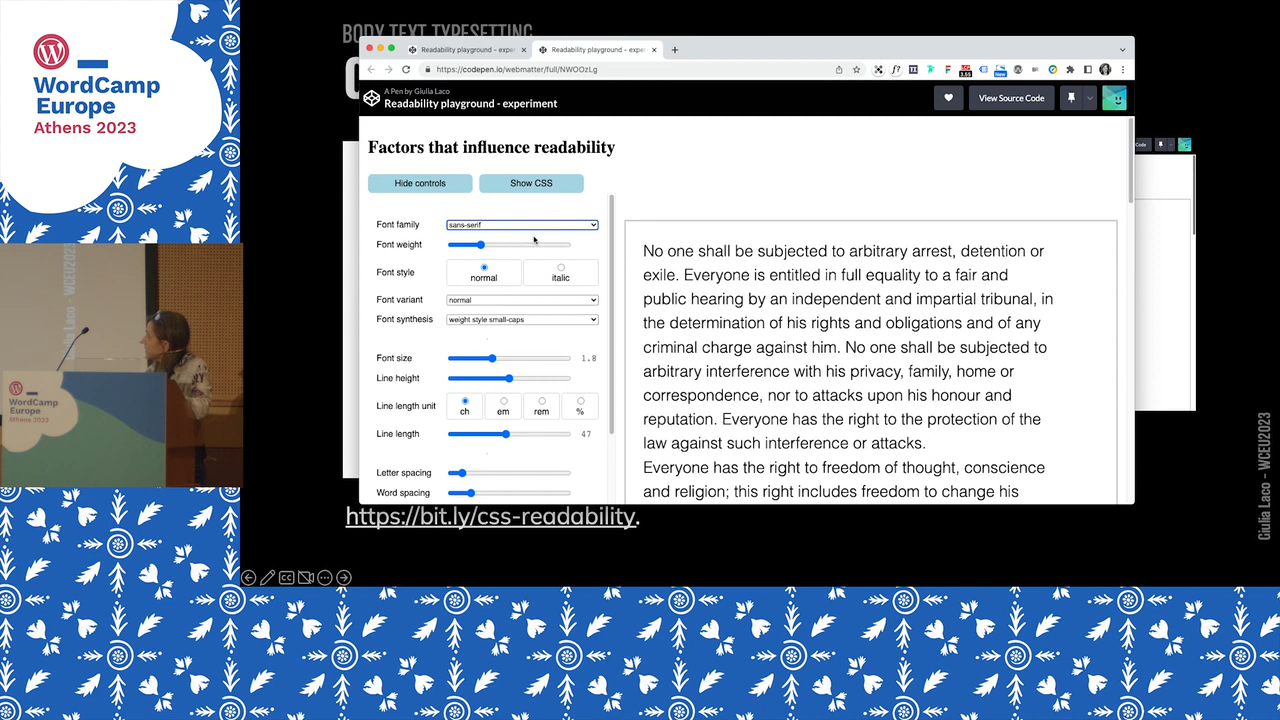 WordCamp
Europe
Athens 2023
BODY TEXT TYPESETTING
Readability playground - exper
Readability playground - exper
https://codepen.io/webmatter/full/NWOOzLg
A Pen by Giulia Laco
Readability playground - experiment
View Source Code
Factors that influence readability
Hide controls
Show CSS
Font family
sans-serif
Font weight
Font style
normal
italic
Font variant
normal
Font synthesis
weight style small-caps
Font size
1.8
Line height
Line length unit
ch
em
rem
%
Line length
47
Letter spacing
Word spacing
No one shall be subjected to arbitrary arrest, detention or
exile. Everyone is entitled in full equality to a fair and
public hearing by an independent and impartial tribunal, in
the determination of his rights and obligations and of any
criminal charge against him. No one shall be subjected to
arbitrary interference with his privacy, family, home or
correspondence, nor to attacks upon his honour and
reputation. Everyone has the right to the protection of the
law against such interference or attacks.
Everyone has the right to freedom of thought, conscience
and religion; this right includes freedom to change his
https://bit.ly/css-readability.
Giulia Laco - WCEU2023
Laco - WCEU2023
WordCamp
Europe
Athens 2023
CC